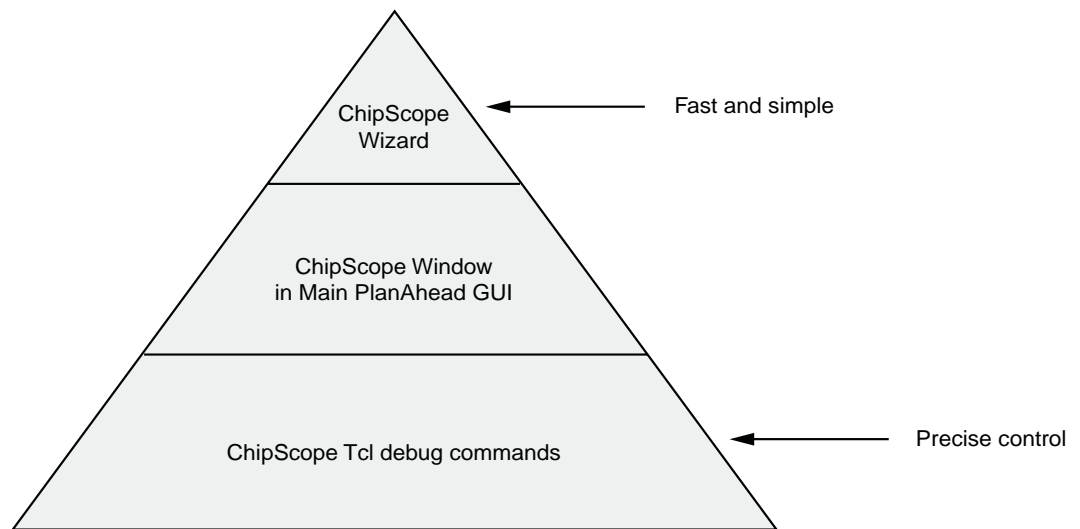 ChipScope
Wizard
Fast and simple
ChipScope Window
in Main PlanAhead GUI
ChipScope Tcl debug commands
Precise control